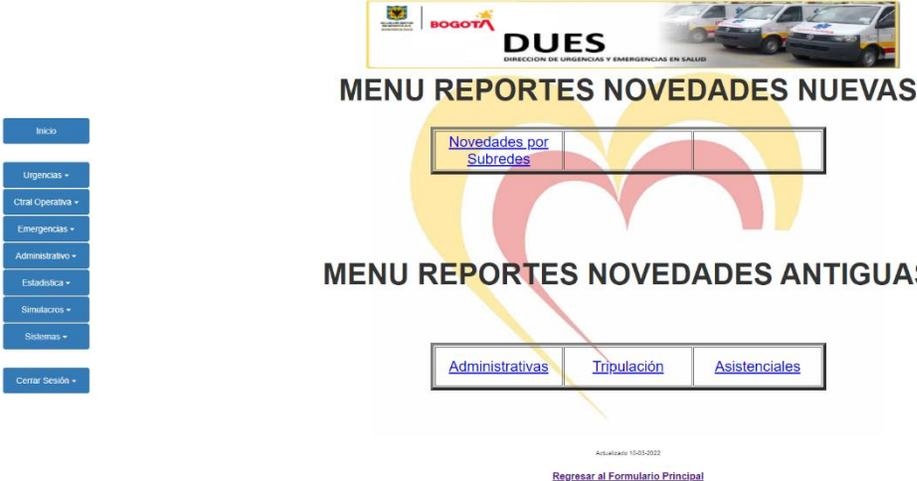 BOGOTÁ
DUES
DIRECCION DE URGENCIAS Y EMERGENCIAS EN SALUD
MENU REPORTES NOVEDADES NUEVAS
Inicio
Urgencias
Ctral Operativa
Emergencias
Administrativo
Estadistica
Simulacros
Sistemas
Cerrar Sesión
Novedades por
Subredes
MENU REPORTES NOVEDADES ANTIGUAS
Administrativas Tripulación Asistenciales
Actualizado 15-03-2022
Regresar al Formulario Principal